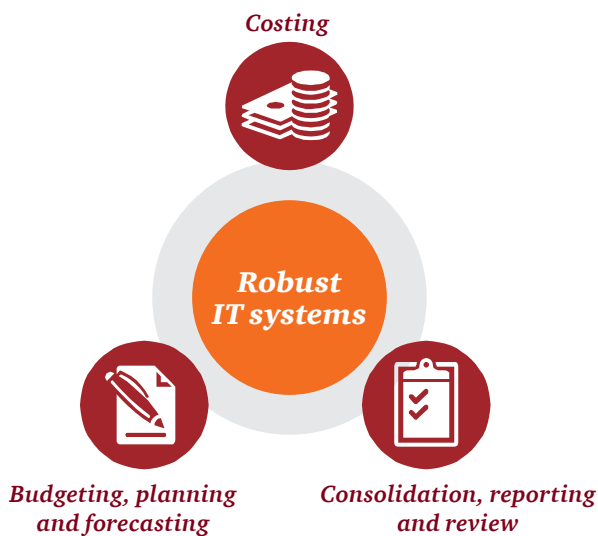 Costing
Robust
IT systems
Budgeting, planning
and forecasting
Consolidation, reporting
and review